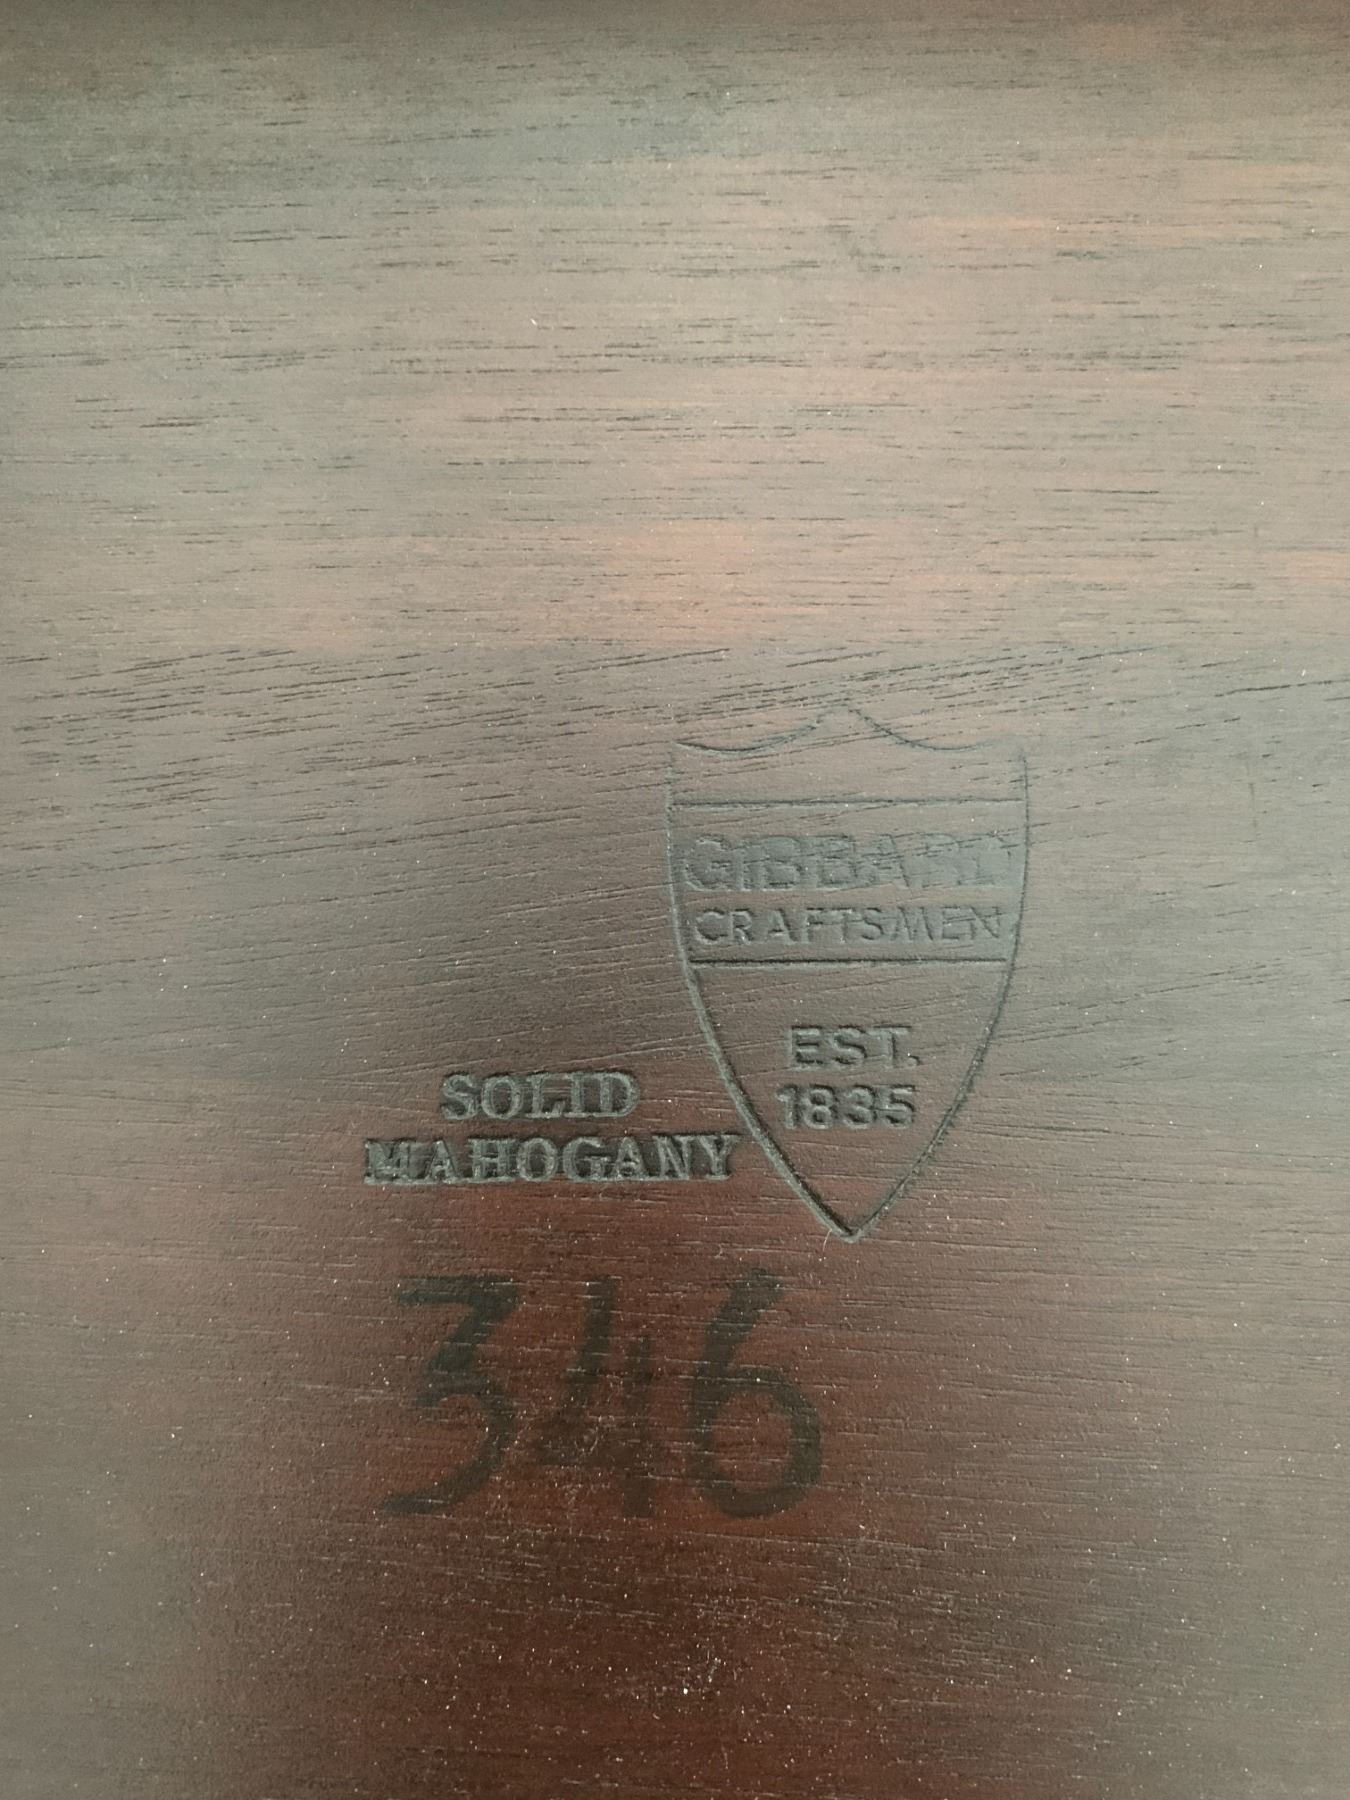 GIBBARD
CRAFTSMEN
EST.
1835
SOLID
MAHOGANY
346